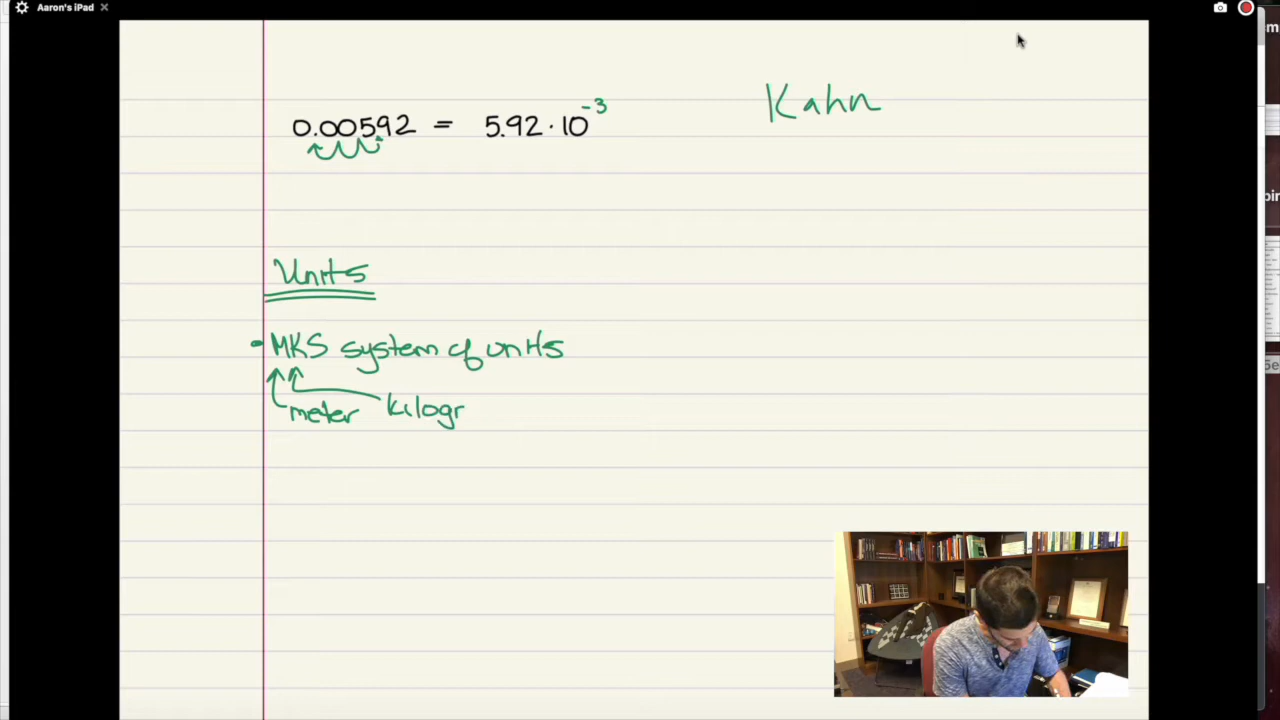 Aaron's iPad
Kahn
0.00592 = 5.92 · 10⁻³
Units
• MKS system of units
meter kilogr